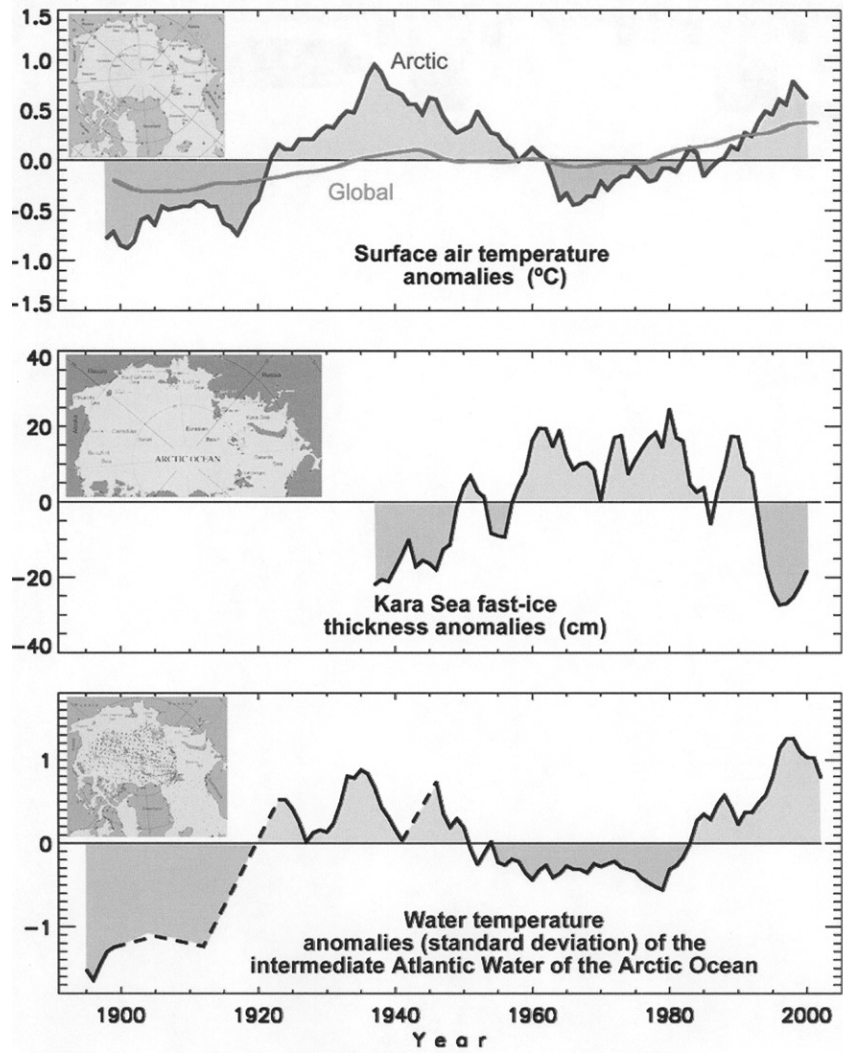 1.5
1.0
0.5
0.0
-0.5
-1.0
-1.5
Arctic
Global
Surface air temperature
anomalies (ºC)
40
20
0
-20
-40
Russia
Russia
Kara Sea
ARCTIC OCEAN
Kara Sea fast-ice
thickness anomalies (cm)
1
0
-1
Water temperature
anomalies (standard deviation) of the
intermediate Atlantic Water of the Arctic Ocean
1900 1920 1940 1960 1980 2000
Year